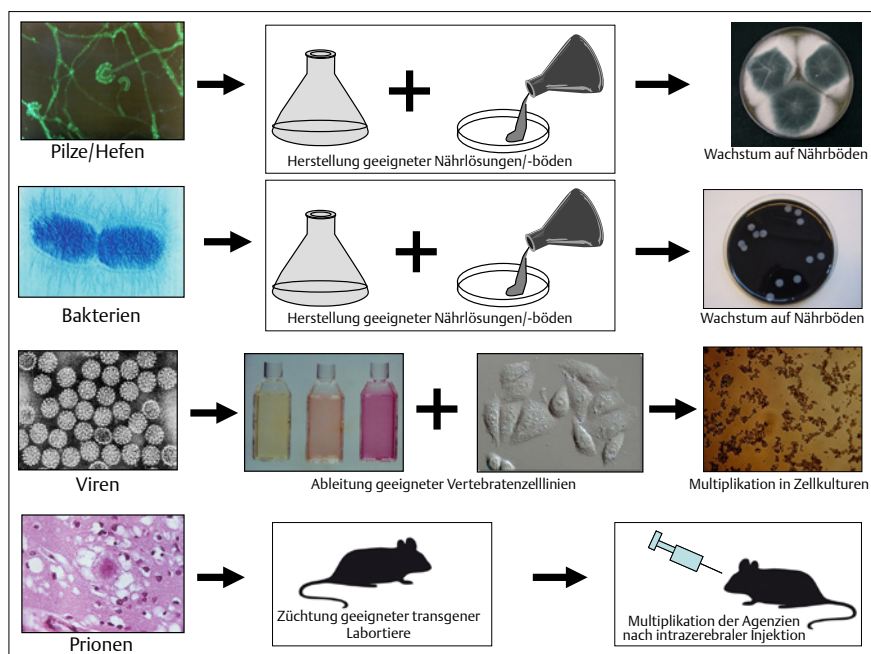 Pilze/Hefen
Herstellung geeigneter Nährlösungen/-böden
Wachstum auf Nährböden
Bakterien
Herstellung geeigneter Nährlösungen/-böden
Wachstum auf Nährböden
Viren
Ableitung geeigneter Vertebratenzelllinien
Multiplikation in Zellkulturen
Prionen
Züchtung geeigneter transgener
Labortiere
Multiplikation der Agenzien
nach intrazerebraler Injektion